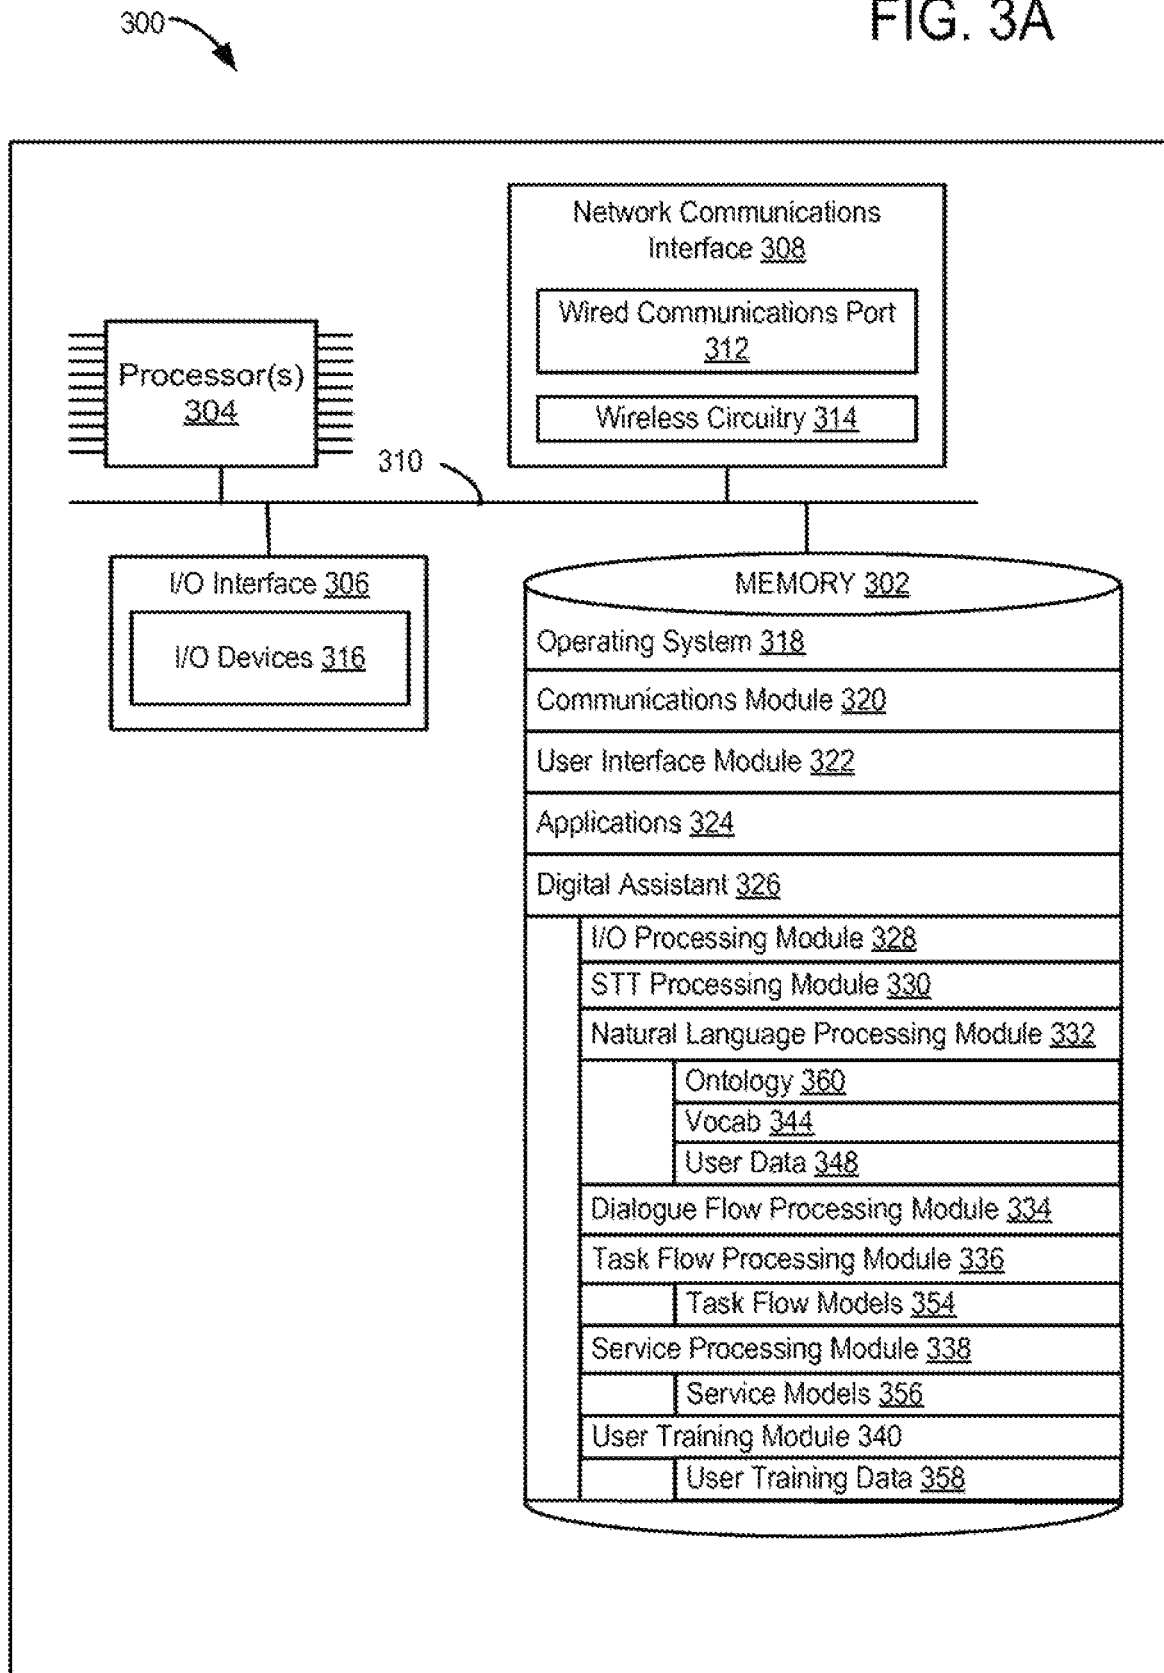 FIG. 3A
300
Network Communications
Interface 308
Wired Communications Port
312
Wireless Circuitry 314
Processor(s)
304
310
I/O Interface 306
I/O Devices 316
MEMORY 302
Operating System 318
Communications Module 320
User Interface Module 322
Applications 324
Digital Assistant 326
I/O Processing Module 328
STT Processing Module 330
Natural Language Processing Module 332
Ontology 360
Vocab 344
User Data 348
Dialogue Flow Processing Module 334
Task Flow Processing Module 336
Task Flow Models 354
Service Processing Module 338
Service Models 356
User Training Module 340
User Training Data 358